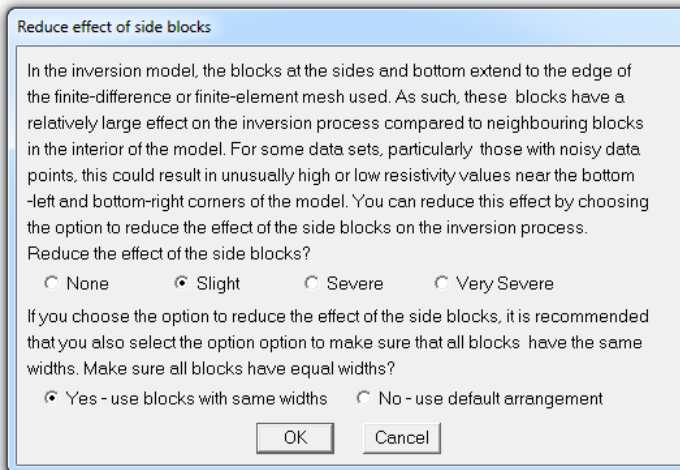 Reduce effect of side blocks
In the inversion model, the blocks at the sides and bottom extend to the edge of
the finite-difference or finite-element mesh used. As such, these blocks have a
relatively large effect on the inversion process compared to neighbouring blocks
in the interior of the model. For some data sets, particularly those with noisy data
points, this could result in unusually high or low resistivity values near the bottom
-left and bottom-right corners of the model. You can reduce this effect by choosing
the option to reduce the effect of the side blocks on the inversion process.
Reduce the effect of the side blocks?
None Slight Severe Very Severe
If you choose the option to reduce the effect of the side blocks, it is recommended
that you also select the option option to make sure that all blocks have the same
widths. Make sure all blocks have equal widths?
Yes - use blocks with same widths No - use default arrangement
OK Cancel